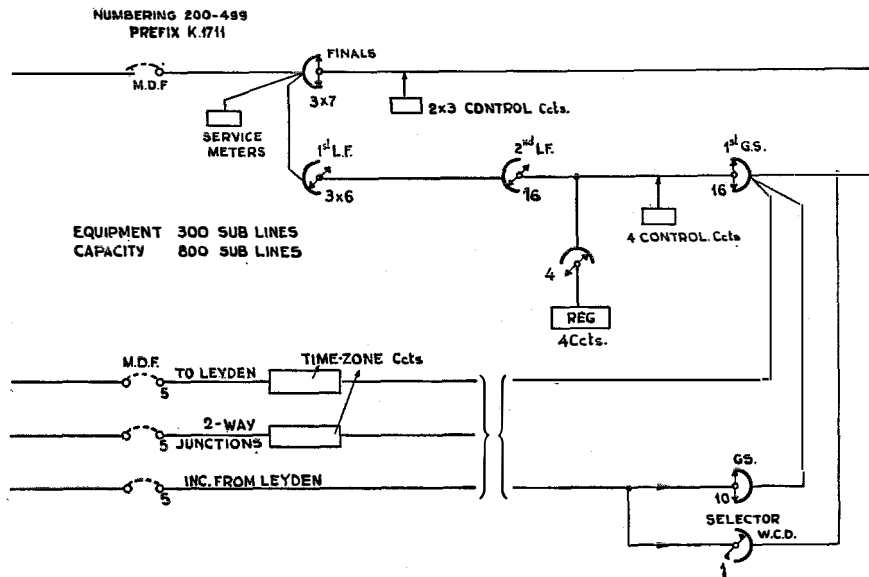 NUMBERING 200-499
PREFIX K.1711
FINALS
M.D.F
3x7
2x3 CONTROL Ccts.
SERVICE
METERS
1st L.F.
2nd LF.
1st G.S.
3x6
16
16
4 CONTROL. Ccts
EQUIPMENT 300 SUB LINES
CAPACITY 800 SUB LINES
4
REG
4Ccts.
M.D.F.
TO LEYDEN
TIME-ZONE Ccts
5
2-WAY
JUNCTIONS
5
INC. FROM LEYDEN
5
GS.
10
SELECTOR
W.C.D.
1